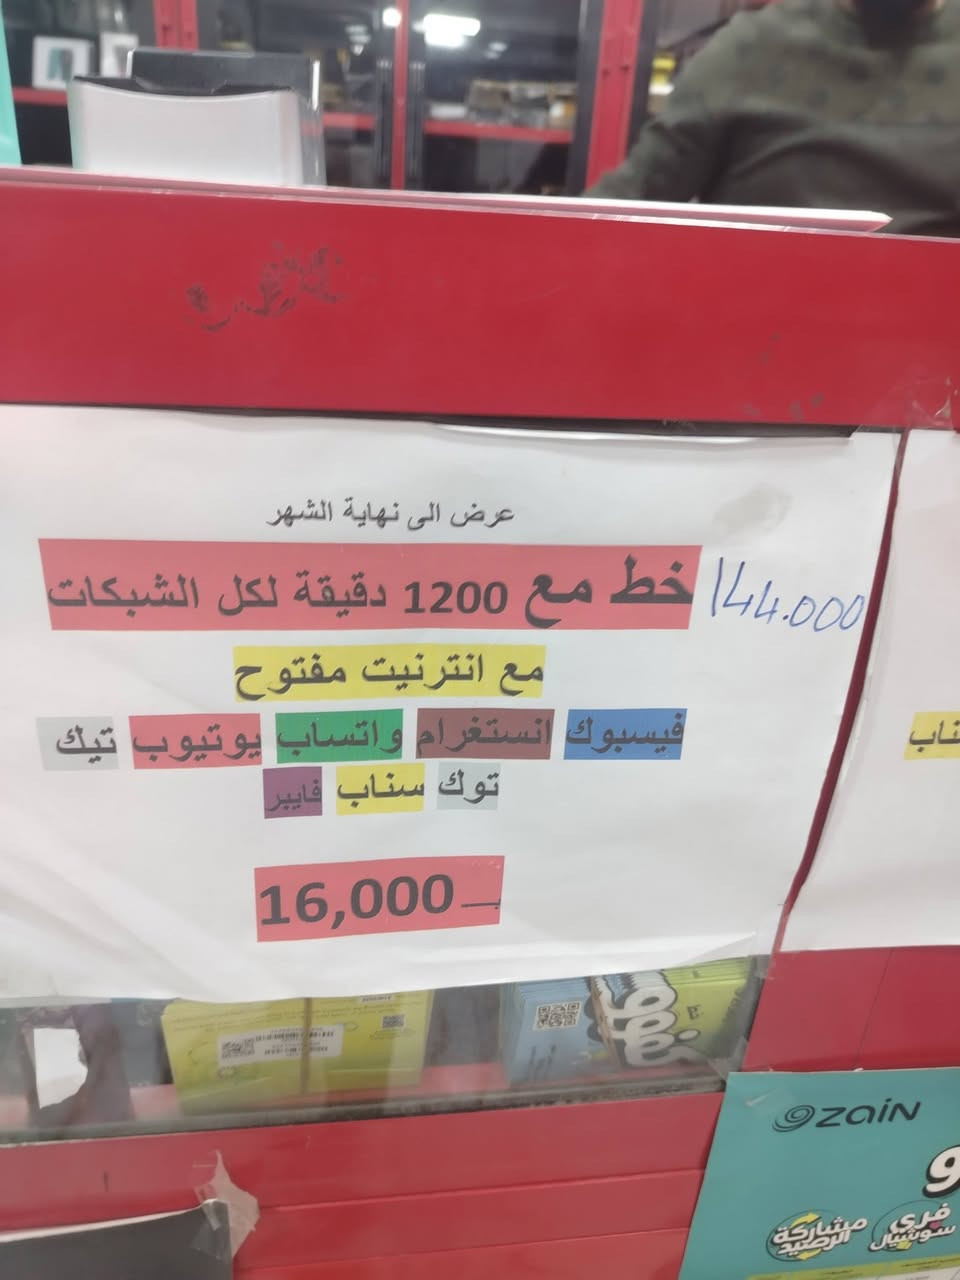 عرض الى نهاية الشهر
خط مع 1200 دقيقة لكل الشبكات
144.000
مع انترنيت مفتوح
فيسبوك انستغرام واتساب يوتيوب تيك
توك سناب فايبر
بـ 16,000
zain
مشاركة
الرصيد
فري
سوشيال